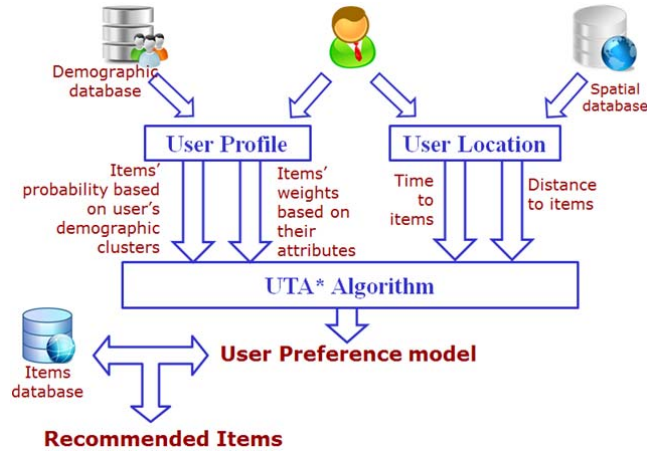 Demographic
database
Spatial
database
User Profile
User Location
Items'
probability based
on user's
demographic
clusters
Items'
weights
based on
their
attributes
Time
to
items
Distance
to items
UTA* Algorithm
User Preference model
Items
database
Recommended Items